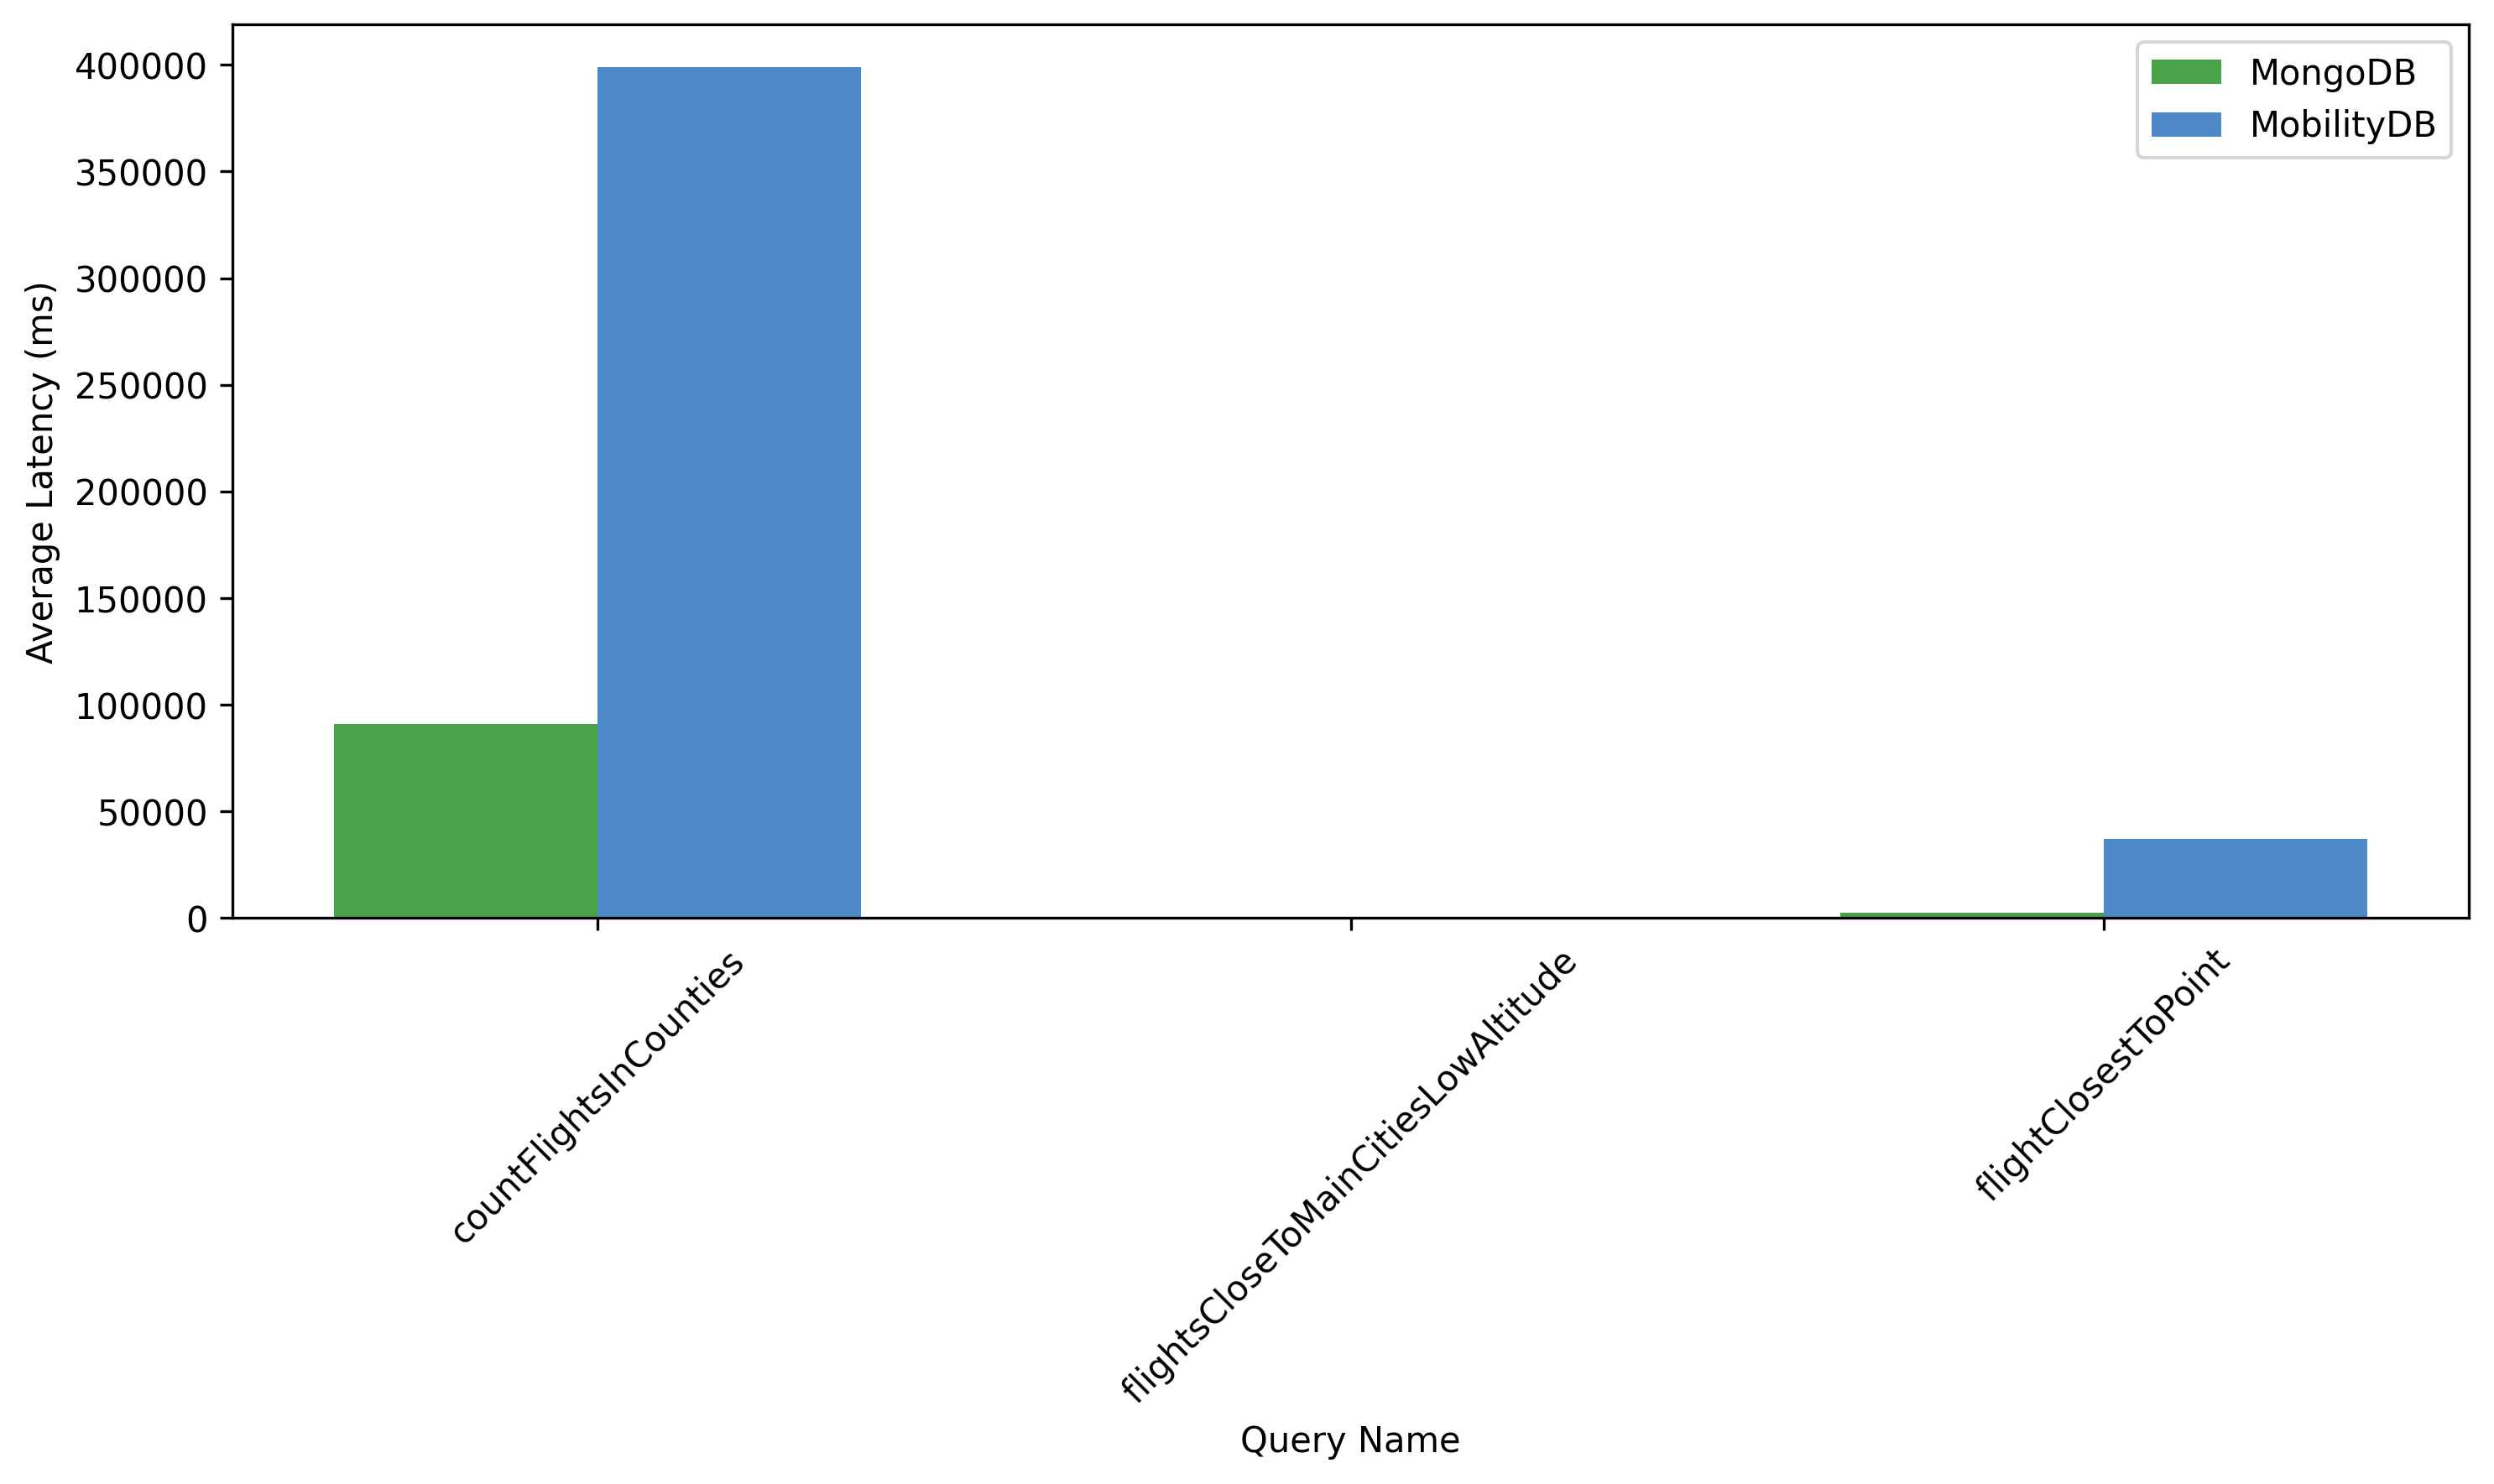 MongoDB
MobilityDB
Average Latency (ms)
400000
350000
300000
250000
200000
150000
100000
50000
0
countFlightsInCounties
flightsCloseToMainCitiesLowAltitude
flightClosestToPoint
Query Name